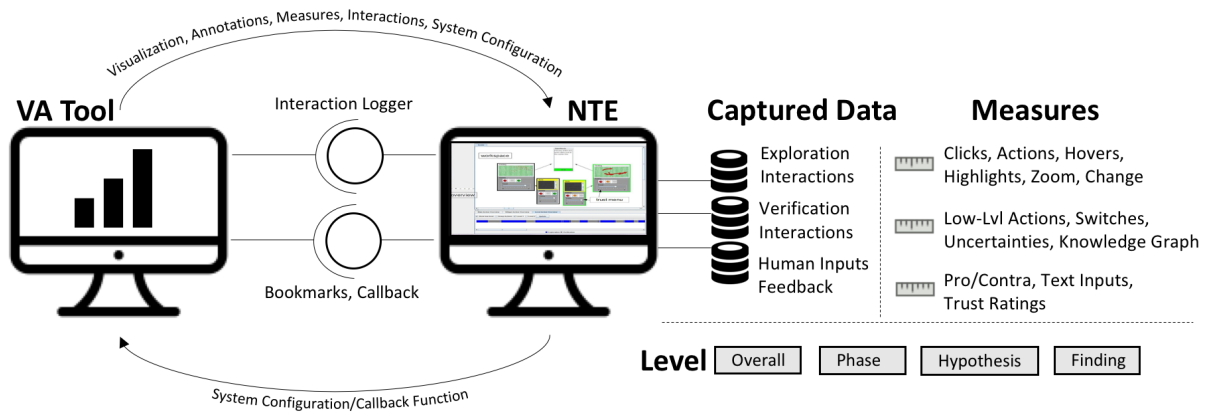 Visualization, Annotations, Measures, Interactions, System Configuration
VA Tool
Interaction Logger
NTE
Bookmarks, Callback
System Configuration/Callback Function
Captured Data
Exploration
Interactions
Verification
Interactions
Human Inputs
Feedback
Measures
Clicks, Actions, Hovers,
Highlights, Zoom, Change
Low-Lvl Actions, Switches,
Uncertainties, Knowledge Graph
Pro/Contra, Text Inputs,
Trust Ratings
Level
Overall
Phase
Hypothesis
Finding